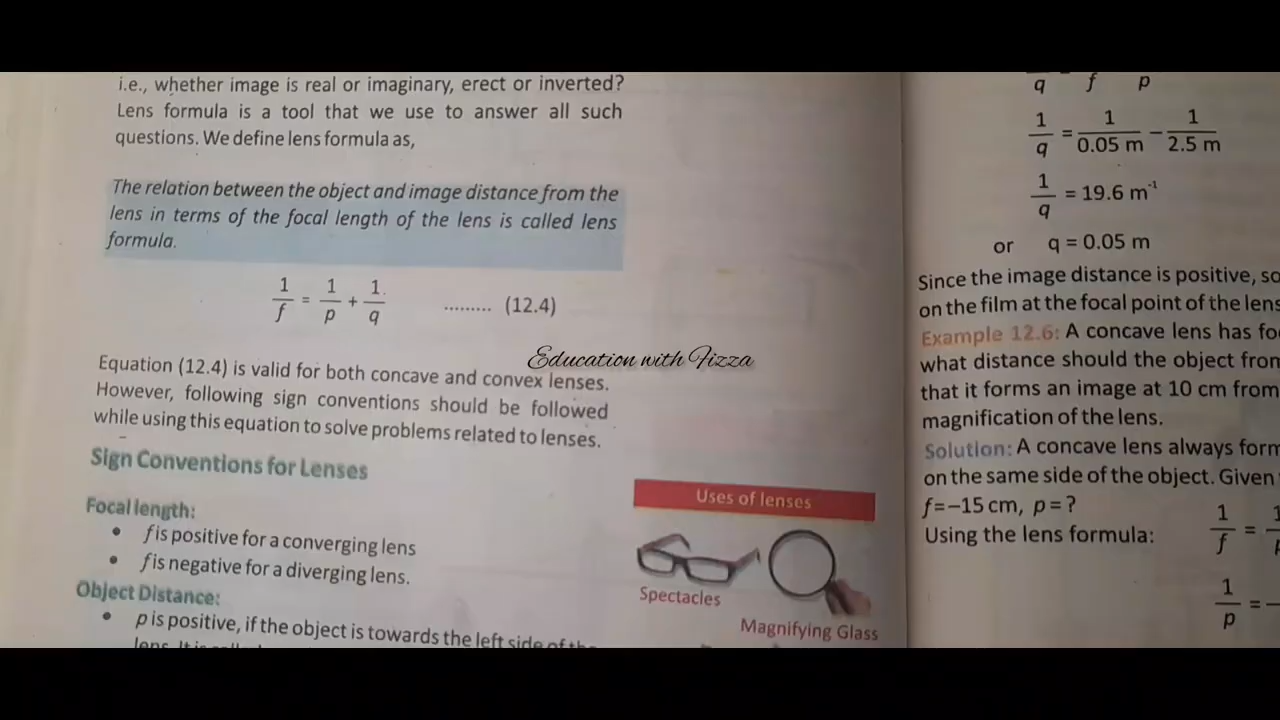 i.e., whether image is real or imaginary, erect or inverted?
Lens formula is a tool that we use to answer all such
questions. We define lens formula as,
The relation between the object and image distance from the
lens in terms of the focal length of the lens is called lens
formula.
1/f = 1/p + 1/q ......... (12.4)
Education with Fizza
Equation (12.4) is valid for both concave and convex lenses.
However, following sign conventions should be followed
while using this equation to solve problems related to lenses.
Sign Conventions for Lenses
Focal length:
• f is positive for a converging lens
• f is negative for a diverging lens.
Object Distance:
• p is positive, if the object is towards the left side of the
lens. It is
Uses of lenses
Spectacles
Magnifying Glass
q f p
1/q = 1/0.05 m − 1/2.5 m
1/q = 19.6 m⁻¹
or q = 0.05 m
Since the image distance is positive, so
on the film at the focal point of the lens
Example 12.6: A concave lens has fo
what distance should the object from
that it forms an image at 10 cm from
magnification of the lens.
Solution: A concave lens always form
on the same side of the object. Given
f=−15 cm, p=?
Using the lens formula:
1/f = 1/p
1/p = −